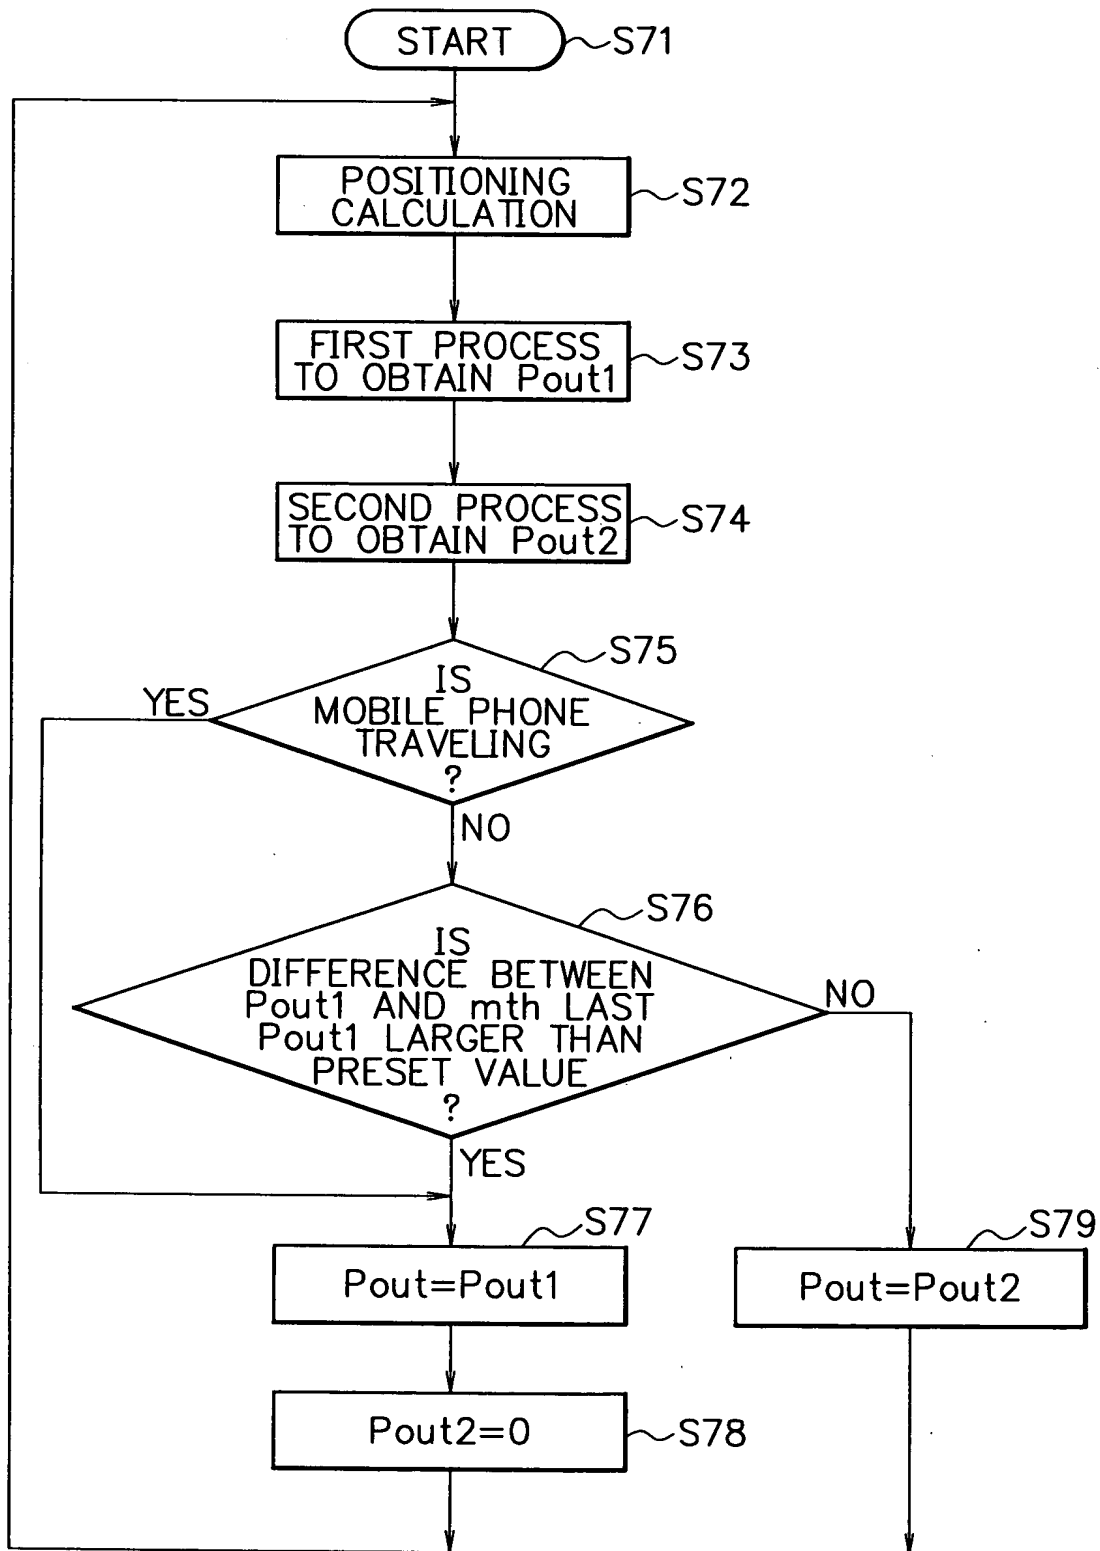 START
S71
POSITIONING
CALCULATION
S72
FIRST PROCESS
TO OBTAIN Pout1
S73
SECOND PROCESS
TO OBTAIN Pout2
S74
S75
YES
IS
MOBILE PHONE
TRAVELING
?
NO
S76
IS
DIFFERENCE BETWEEN
Pout1 AND mth LAST
Pout1 LARGER THAN
PRESET VALUE
?
NO
YES
S77
Pout=Pout1
S79
Pout=Pout2
Pout2=0
S78